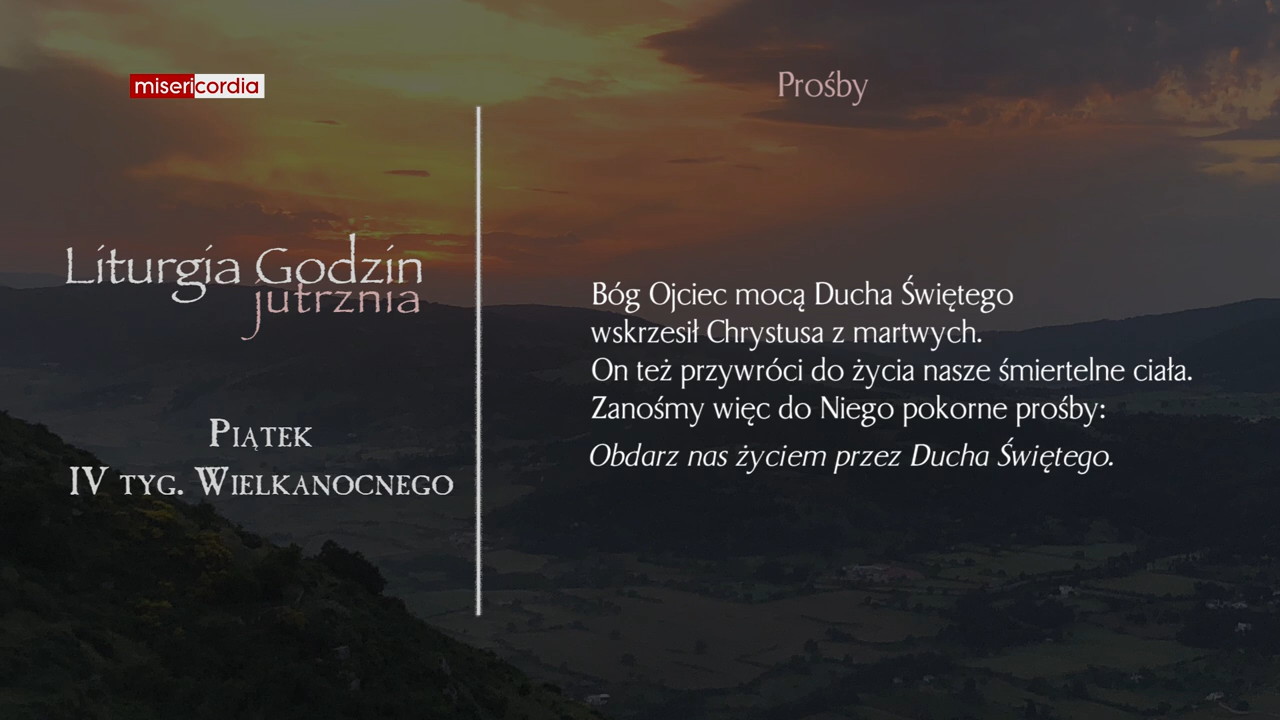 misericordia
Liturgia Godzin
jutrznia
Piątek
IV tyg. Wielkanocnego
Prośby
Bóg Ojciec mocą Ducha Świętego
wskrzesił Chrystusa z martwych.
On też przywróci do życia nasze śmiertelne ciała.
Zanośmy więc do Niego pokorne prośby:
Obdarz nas życiem przez Ducha Świętego.